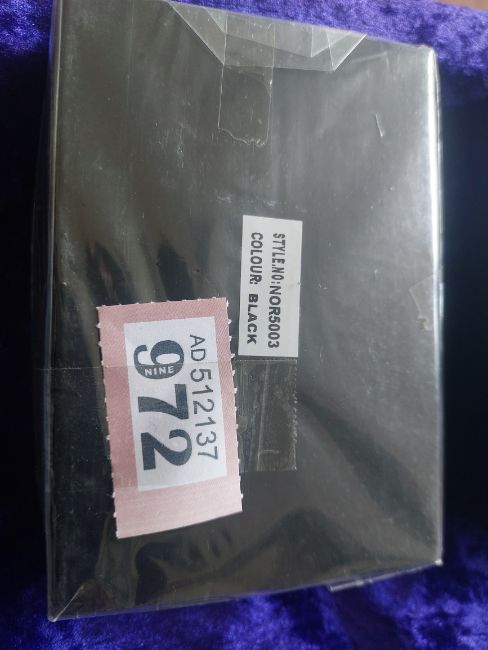 STYLE.NO:NOR5003
COLOUR: BLACK
AD 512137
972
NINE